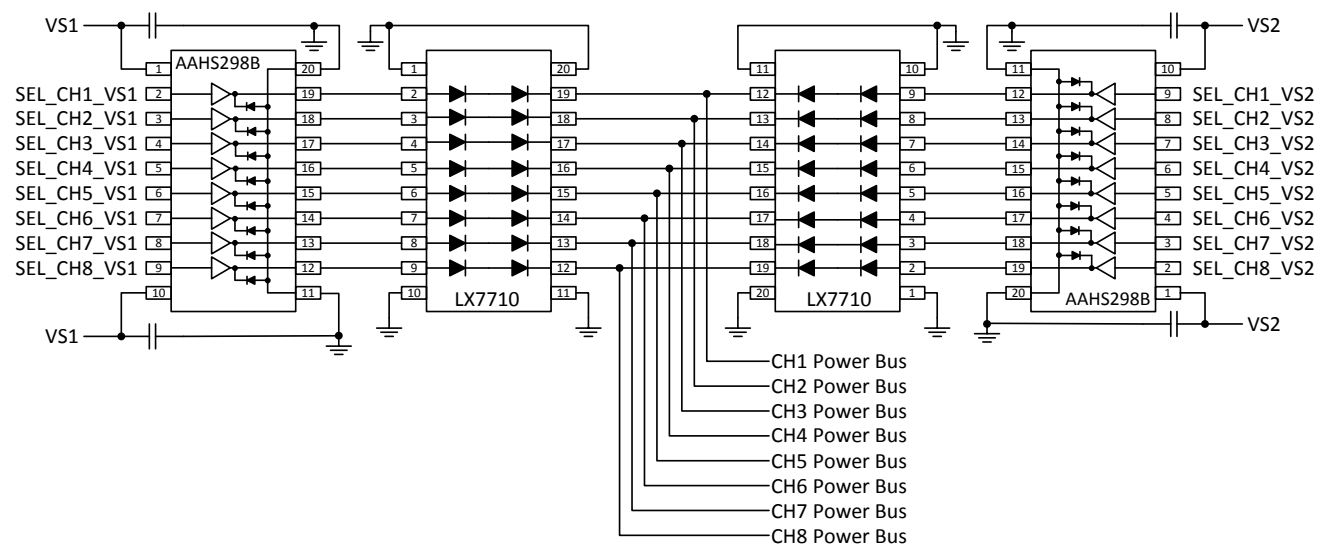 VS1 VS2
AAHS298B
1 20 1 20 11 10 11 10
SEL_CH1_VS1 2 19 2 19 12 9 12 9 SEL_CH1_VS2
SEL_CH2_VS1 3 18 3 18 13 8 13 8 SEL_CH2_VS2
SEL_CH3_VS1 4 17 4 17 14 7 14 7 SEL_CH3_VS2
SEL_CH4_VS1 5 16 5 16 15 6 15 6 SEL_CH4_VS2
SEL_CH5_VS1 6 15 6 15 16 5 16 5 SEL_CH5_VS2
SEL_CH6_VS1 7 14 7 14 17 4 17 4 SEL_CH6_VS2
SEL_CH7_VS1 8 13 8 13 18 3 18 3 SEL_CH7_VS2
SEL_CH8_VS1 9 12 9 12 19 2 19 2 SEL_CH8_VS2
10 11 10 11 20 1 20 1
LX7710 LX7710 AAHS298B
VS1 VS2
CH1 Power Bus
CH2 Power Bus
CH3 Power Bus
CH4 Power Bus
CH5 Power Bus
CH6 Power Bus
CH7 Power Bus
CH8 Power Bus